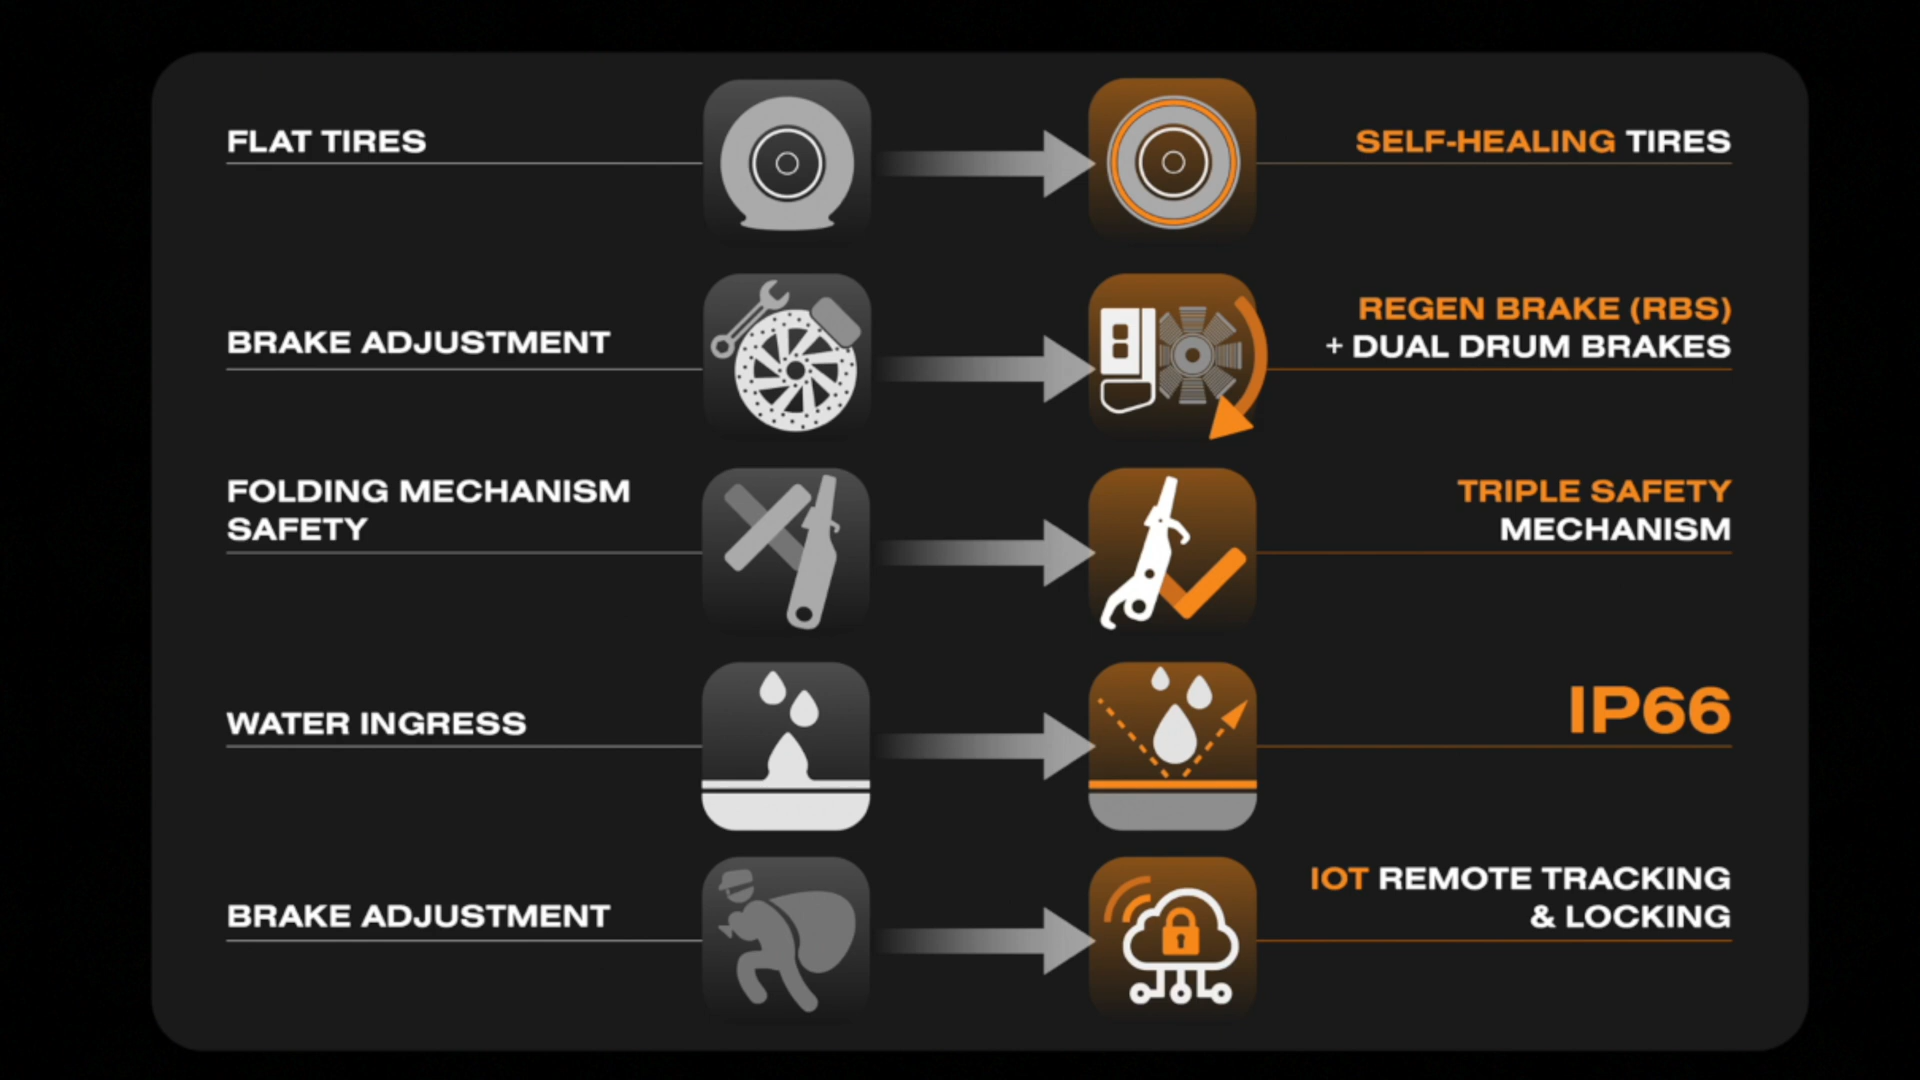 FLAT TIRES
SELF-HEALING TIRES
BRAKE ADJUSTMENT
REGEN BRAKE (RBS)
+ DUAL DRUM BRAKES
FOLDING MECHANISM
SAFETY
TRIPLE SAFETY
MECHANISM
WATER INGRESS
IP66
BRAKE ADJUSTMENT
IOT REMOTE TRACKING
& LOCKING